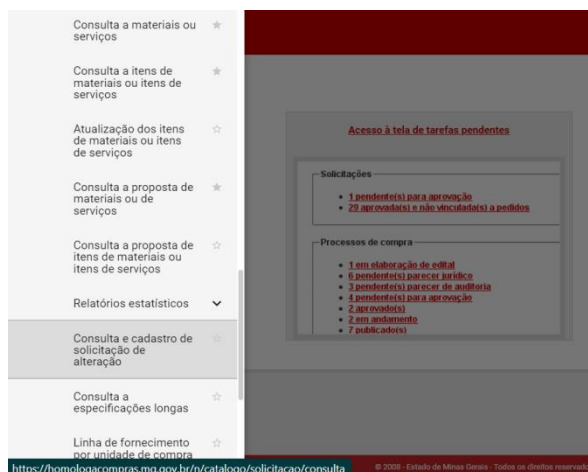 Consulta a materiais ou
serviços
Consulta a itens de
materiais ou itens de
serviços
Atualização dos itens
de materiais ou itens
de serviços
Consulta a proposta de
materiais ou de
serviços
Consulta a proposta de
itens de materiais ou
itens de serviços
Relatórios estatísticos
Consulta e cadastro de
solicitação de
alteração
Consulta a
especificações longas
Linha de fornecimento
por unidade de compra
https://homologacompras.mg.gov.br/n/catalogo/solicitacao/consulta
Acesso à tela de tarefas pendentes
Solicitações
1 pendente(s) para aprovação
29 aprovada(s) e não vinculada(s) a pedidos
Processos de compra
1 em elaboração de edital
6 pendente(s) parecer jurídico
3 pendente(s) parecer de auditoria
4 pendente(s) para aprovação
2 aprovado(s)
2 em andamento
7 publicado(s)
© 2008 - Estado de Minas Gerais - Todos os direitos reservado